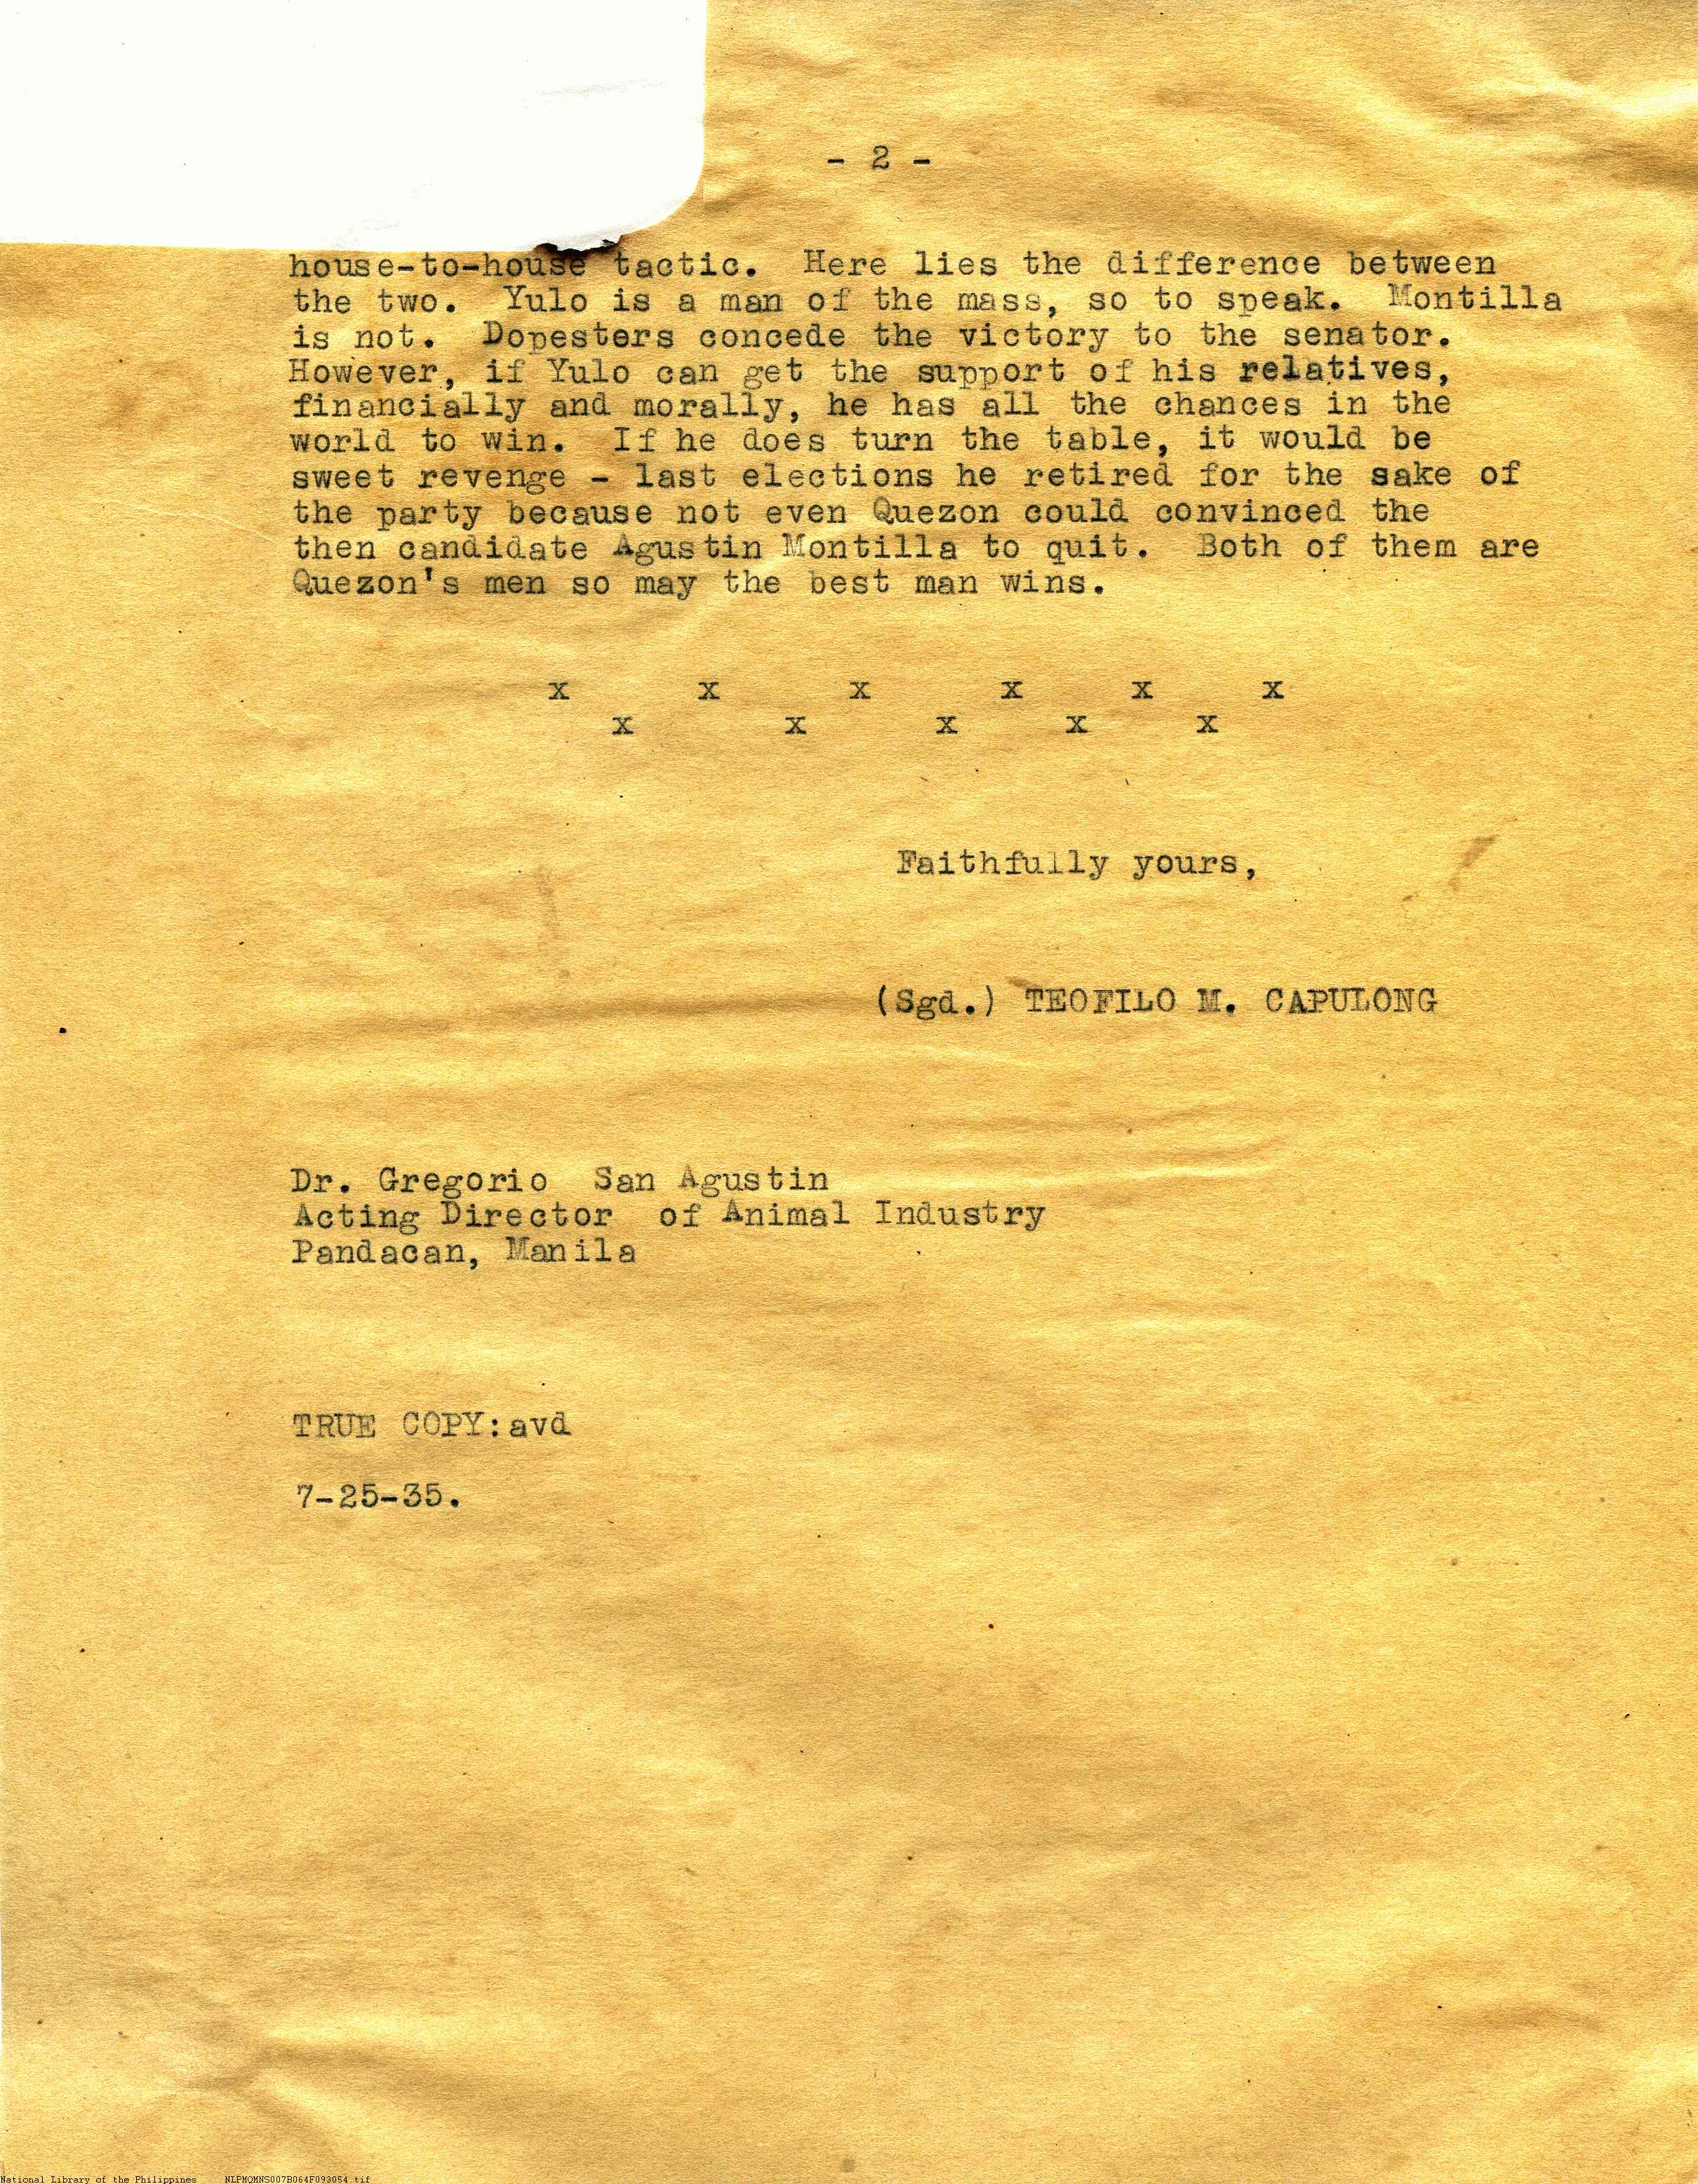 - 2 -
house-to-house tactic. Here lies the difference between
the two. Yulo is a man of the mass, so to speak. Montilla
is not. Dopesters concede the victory to the senator.
However, if Yulo can get the support of his relatives,
financially and morally, he has all the chances in the
world to win. If he does turn the table, it would be
sweet revenge - last elections he retired for the sake of
the party because not even Quezon could convinced the
then candidate Agustin Montilla to quit. Both of them are
Quezon's men so may the best man wins.
x x x x x x
x x x x x
Faithfully yours,
(Sgd.) TEOFILO M. CAPULONG
Dr. Gregorio San Agustin
Acting Director of Animal Industry
Pandacan, Manila
TRUE COPY:avd
7-25-35.
National Library of the Philippines NLPMQMNS007B064F093054.tif